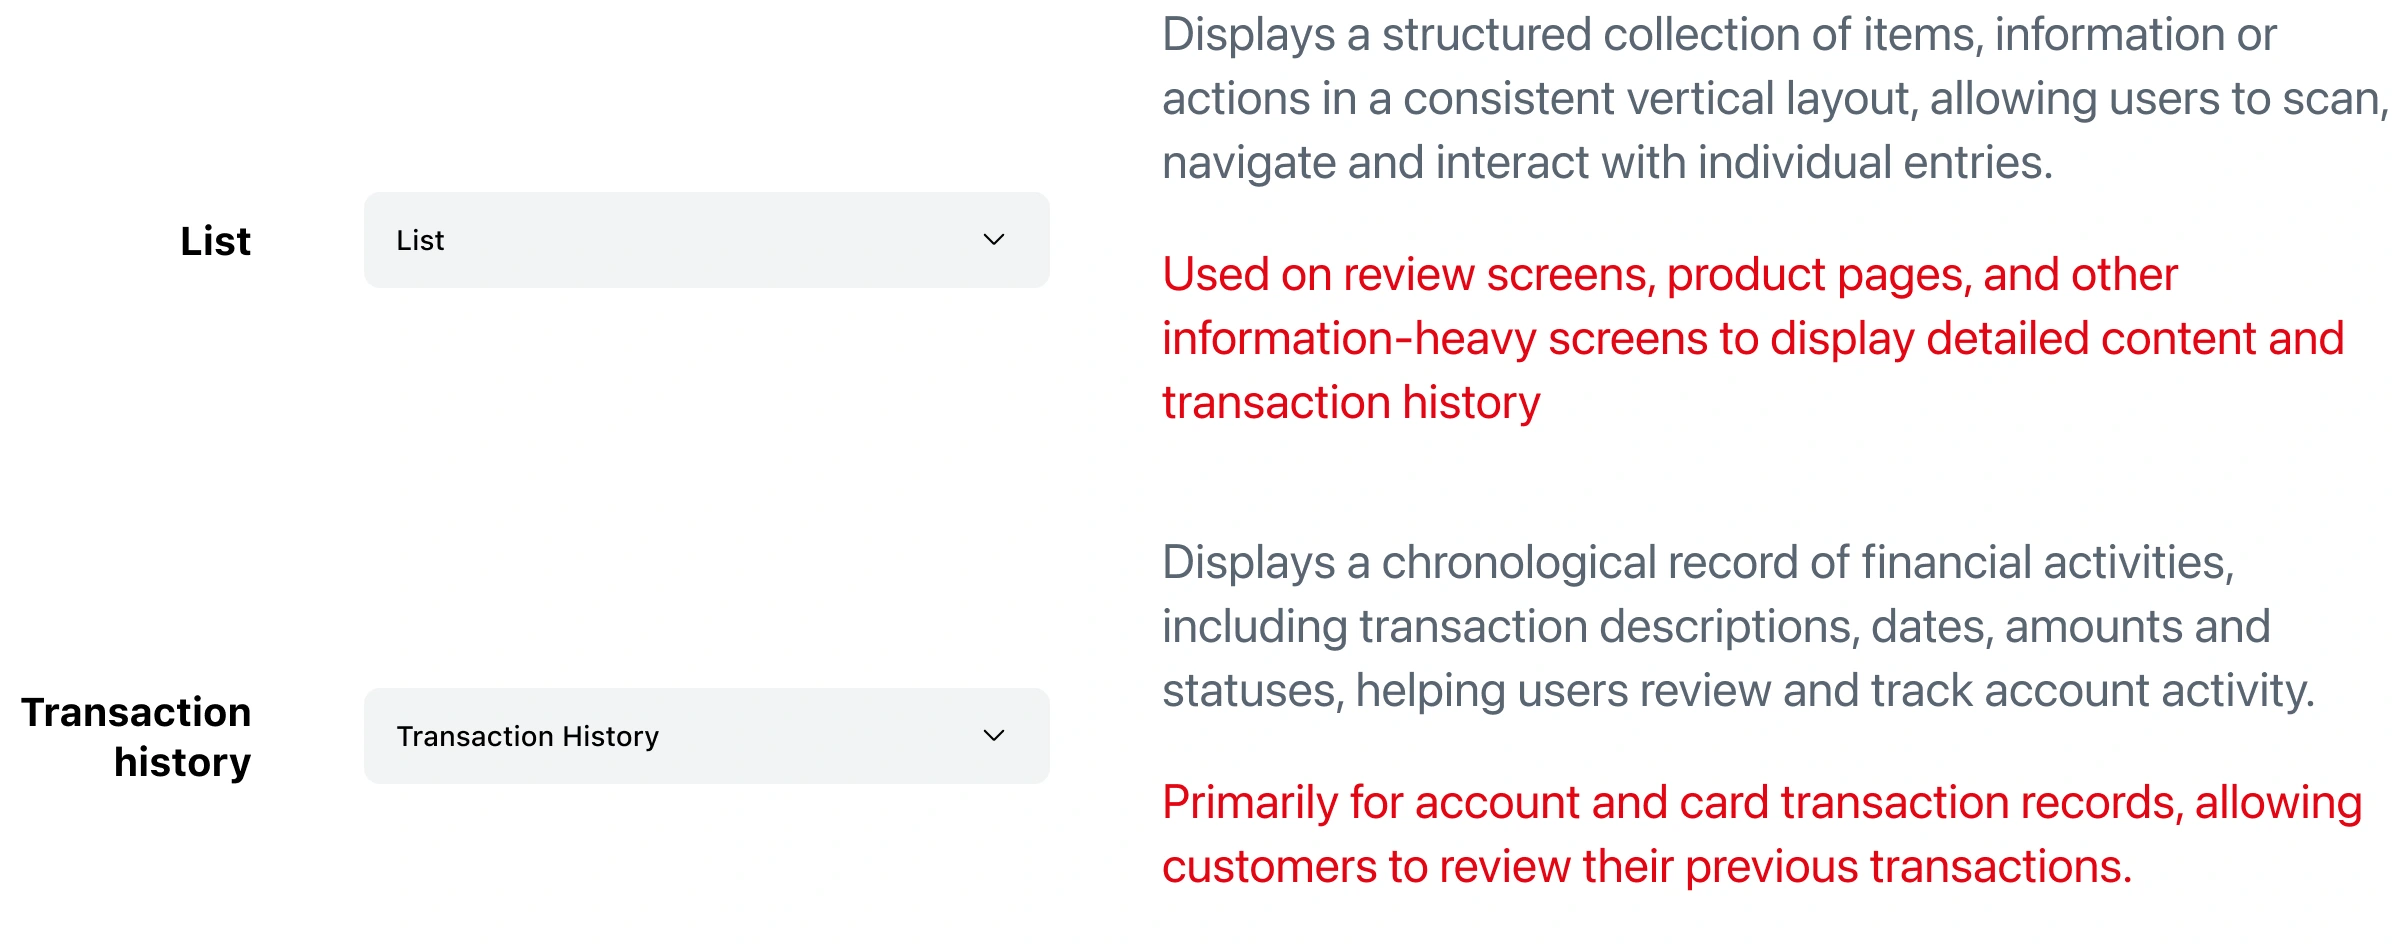 Displays a structured collection of items, information or
actions in a consistent vertical layout, allowing users to scan,
navigate and interact with individual entries.
List
List
Used on review screens, product pages, and other
information-heavy screens to display detailed content and
transaction history
Displays a chronological record of financial activities,
including transaction descriptions, dates, amounts and
statuses, helping users review and track account activity.
Transaction
history
Transaction History
Primarily for account and card transaction records, allowing
customers to review their previous transactions.